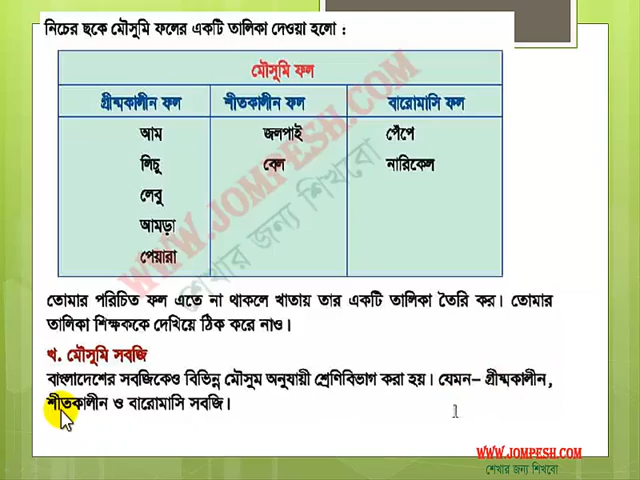 নিচের ছকে মৌসুমি ফলের একটি তালিকা দেওয়া হলো :
মৌসুমি ফল
গ্রীষ্মকালীন ফল শীতকালীন ফল বারোমাসি ফল
আম জলপাই পেঁপে
লিচু বেল নারিকেল
লেবু
আমড়া
পেয়ারা
WWW.JOMPESH.COM
শেখার জন্য শিখবো
তোমার পরিচিত ফল এতে না থাকলে খাতায় তার একটি তালিকা তৈরি কর। তোমার
তালিকা শিক্ষককে দেখিয়ে ঠিক করে নাও।
খ. মৌসুমি সবজি
বাংলাদেশের সবজিকেও বিভিন্ন মৌসুম অনুযায়ী শ্রেণিবিভাগ করা হয়। যেমন– গ্রীষ্মকালীন,
শীতকালীন ও বারোমাসি সবজি।
WWW.JOMPESH.COM
শেখার জন্য শিখবো